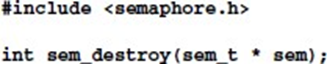 #include <semaphore.h>
int sem_destroy(sem_t * sem);